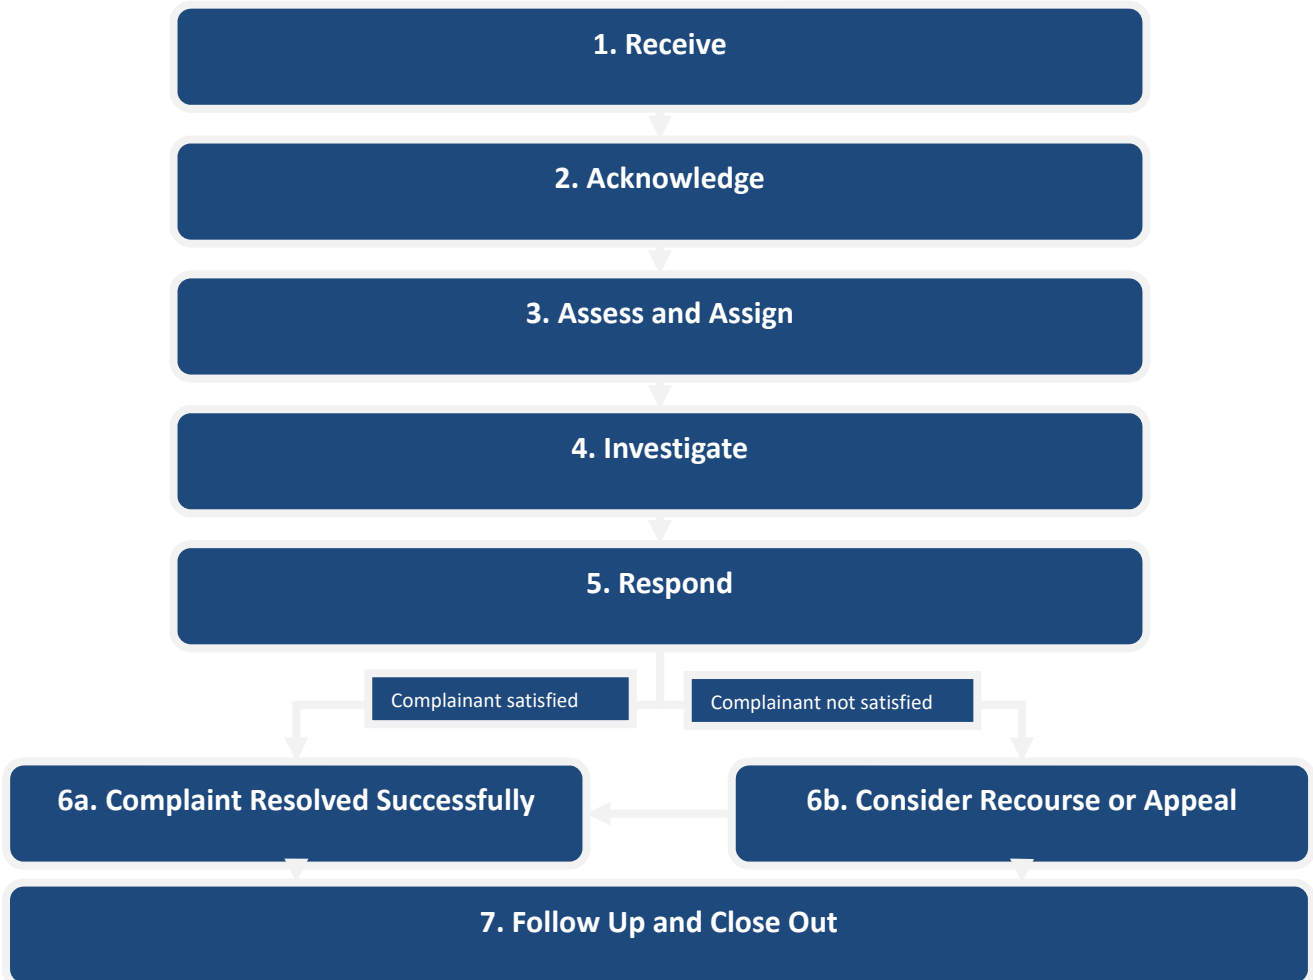 1. Receive
2. Acknowledge
3. Assess and Assign
4. Investigate
5. Respond
Complainant satisfied
Complainant not satisfied
6a. Complaint Resolved Successfully
6b. Consider Recourse or Appeal
7. Follow Up and Close Out